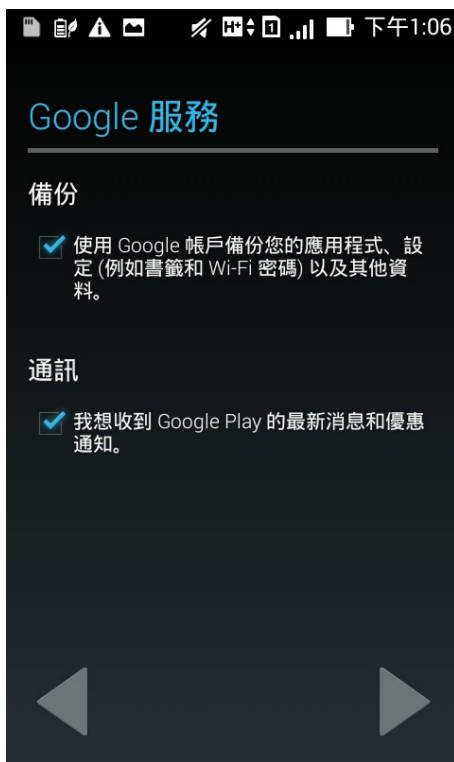 H+ 1 下午1:06
Google 服務
備份
使用 Google 帳戶備份您的應用程式、設
定 (例如書籤和 Wi-Fi 密碼) 以及其他資
料。
通訊
我想收到 Google Play 的最新消息和優惠
通知。